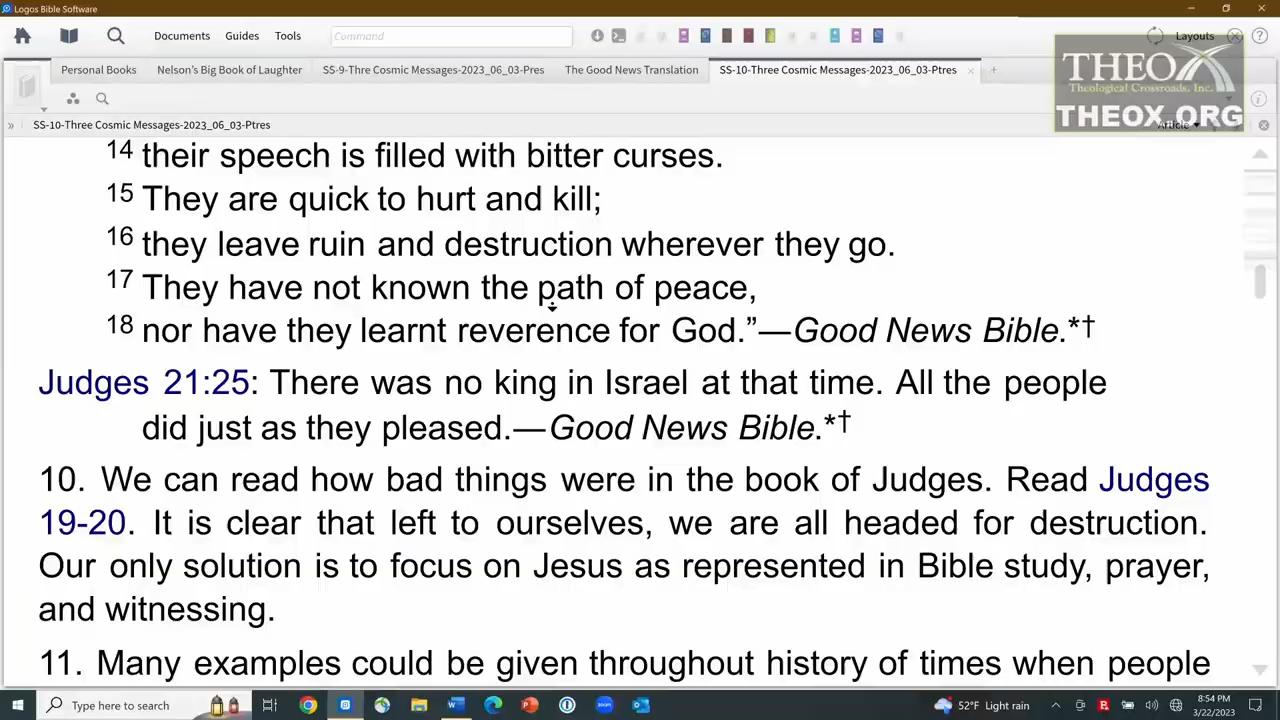 Logos Bible Software
Documents Guides Tools Command Layouts
THEOX
Theological Crossroads, Inc.
THEOX.ORG
Personal Books Nelson's Big Book of Laughter SS-9-Thre Cosmic Messages-2023_06_03-Pres The Good News Translation SS-10-Three Cosmic Messages-2023_06_03-Ptres
SS-10-Three Cosmic Messages-2023_06_03-Ptres Article
14 their speech is filled with bitter curses.
15 They are quick to hurt and kill;
16 they leave ruin and destruction wherever they go.
17 They have not known the path of peace,
18 nor have they learnt reverence for God.”—Good News Bible.*†
Judges 21:25: There was no king in Israel at that time. All the people
did just as they pleased.—Good News Bible.*†
10. We can read how bad things were in the book of Judges. Read Judges
19-20. It is clear that left to ourselves, we are all headed for destruction.
Our only solution is to focus on Jesus as represented in Bible study, prayer,
and witnessing.
11. Many examples could be given throughout history of times when people
Type here to search 52°F Light rain 8:54 PM
3/22/2023